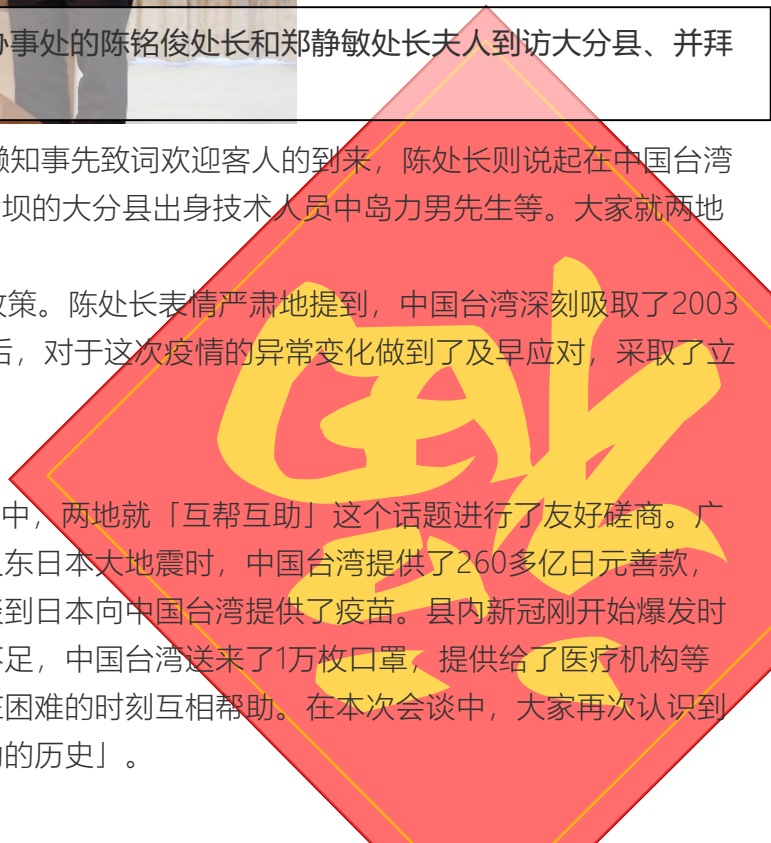 办事处的陈铭俊处长和郑静敏处长夫人到访大分县、并拜
濑知事先致词欢迎客人的到来，陈处长则说起在中国台湾
坝的大分县出身技术人员中岛力男先生等。大家就两地
政策。陈处长表情严肃地提到，中国台湾深刻吸取了2003
后，对于这次疫情的异常变化做到了及早应对，采取了立
中，两地就「互帮互助」这个话题进行了友好磋商。广
东日本大地震时，中国台湾提供了260多亿日元善款，
到日本向中国台湾提供了疫苗。县内新冠刚开始爆发时
不足，中国台湾送来了1万枚口罩，提供给了医疗机构等
困难的时刻互相帮助。在本次会谈中，大家再次认识到
的历史」。
福